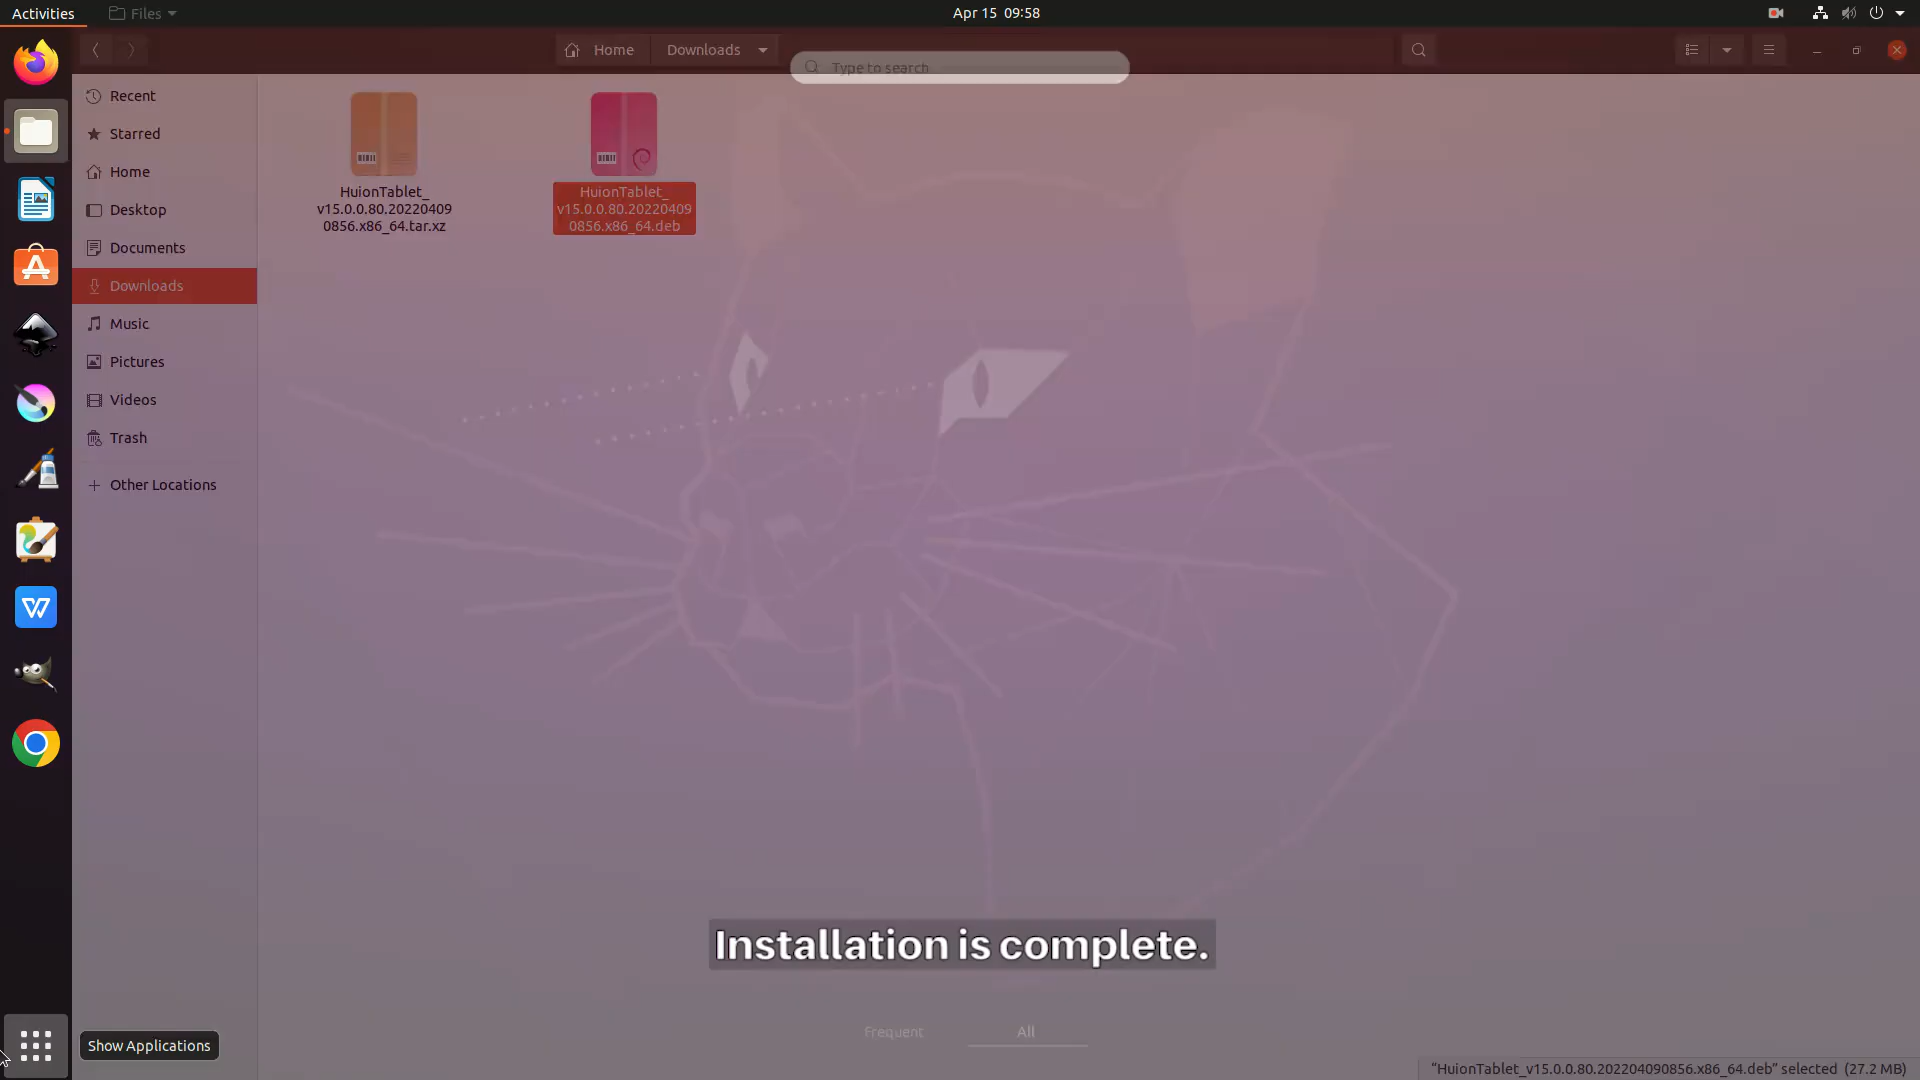 Activities
Files
Apr 15 09:58
Home
Downloads
Type to search
Recent
Starred
Home
Desktop
Documents
Downloads
Music
Pictures
Videos
Trash
Other Locations
HuionTablet_
v15.0.0.80.20220409
0856.x86_64.tar.xz
HuionTablet_
v15.0.0.80.20220409
0856.x86_64.deb
Installation is complete.
Frequent
All
Show Applications
“HuionTablet_v15.0.0.80.202204090856.x86_64.deb” selected (27.2 MB)